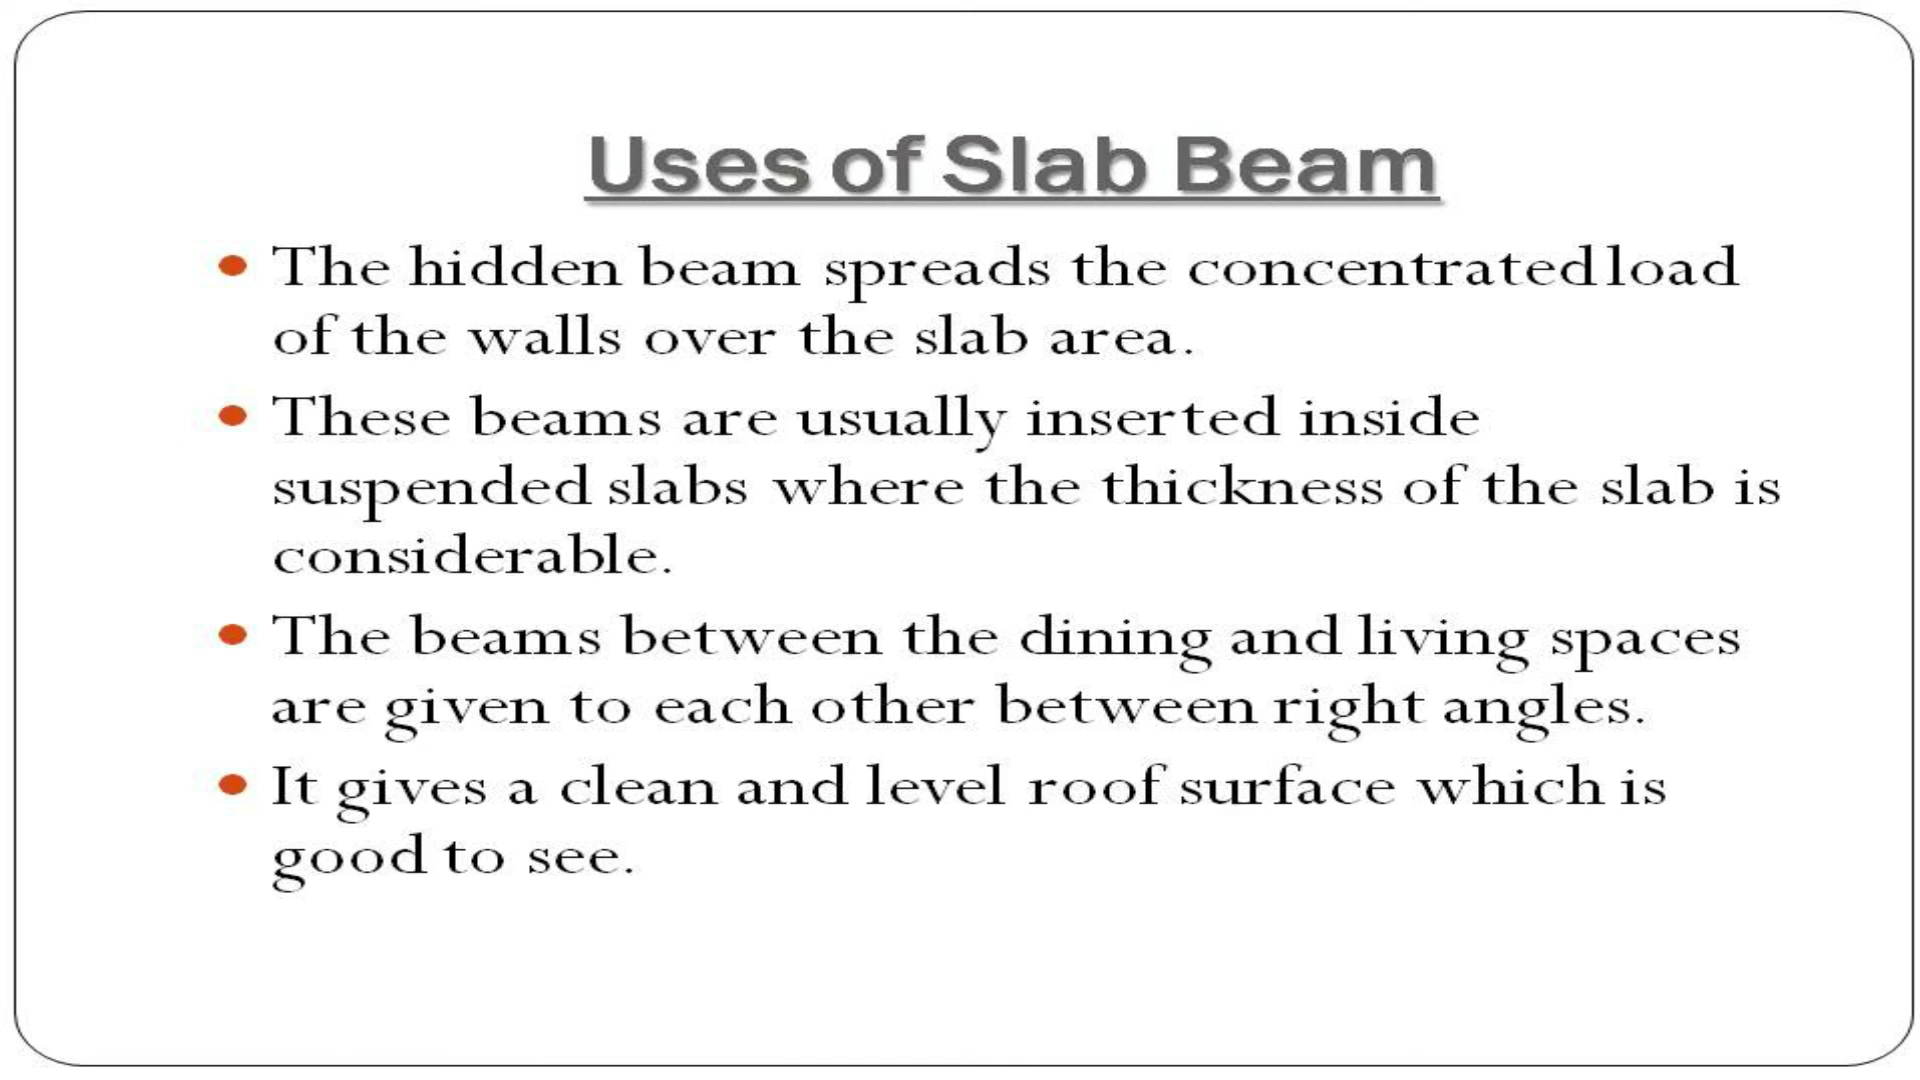 Uses of Slab Beam
• The hidden beam spreads the concentrated load
of the walls over the slab area.
• These beams are usually inserted inside
suspended slabs where the thickness of the slab is
considerable.
• The beams between the dining and living spaces
are given to each other between right angles.
• It gives a clean and level roof surface which is
good to see.